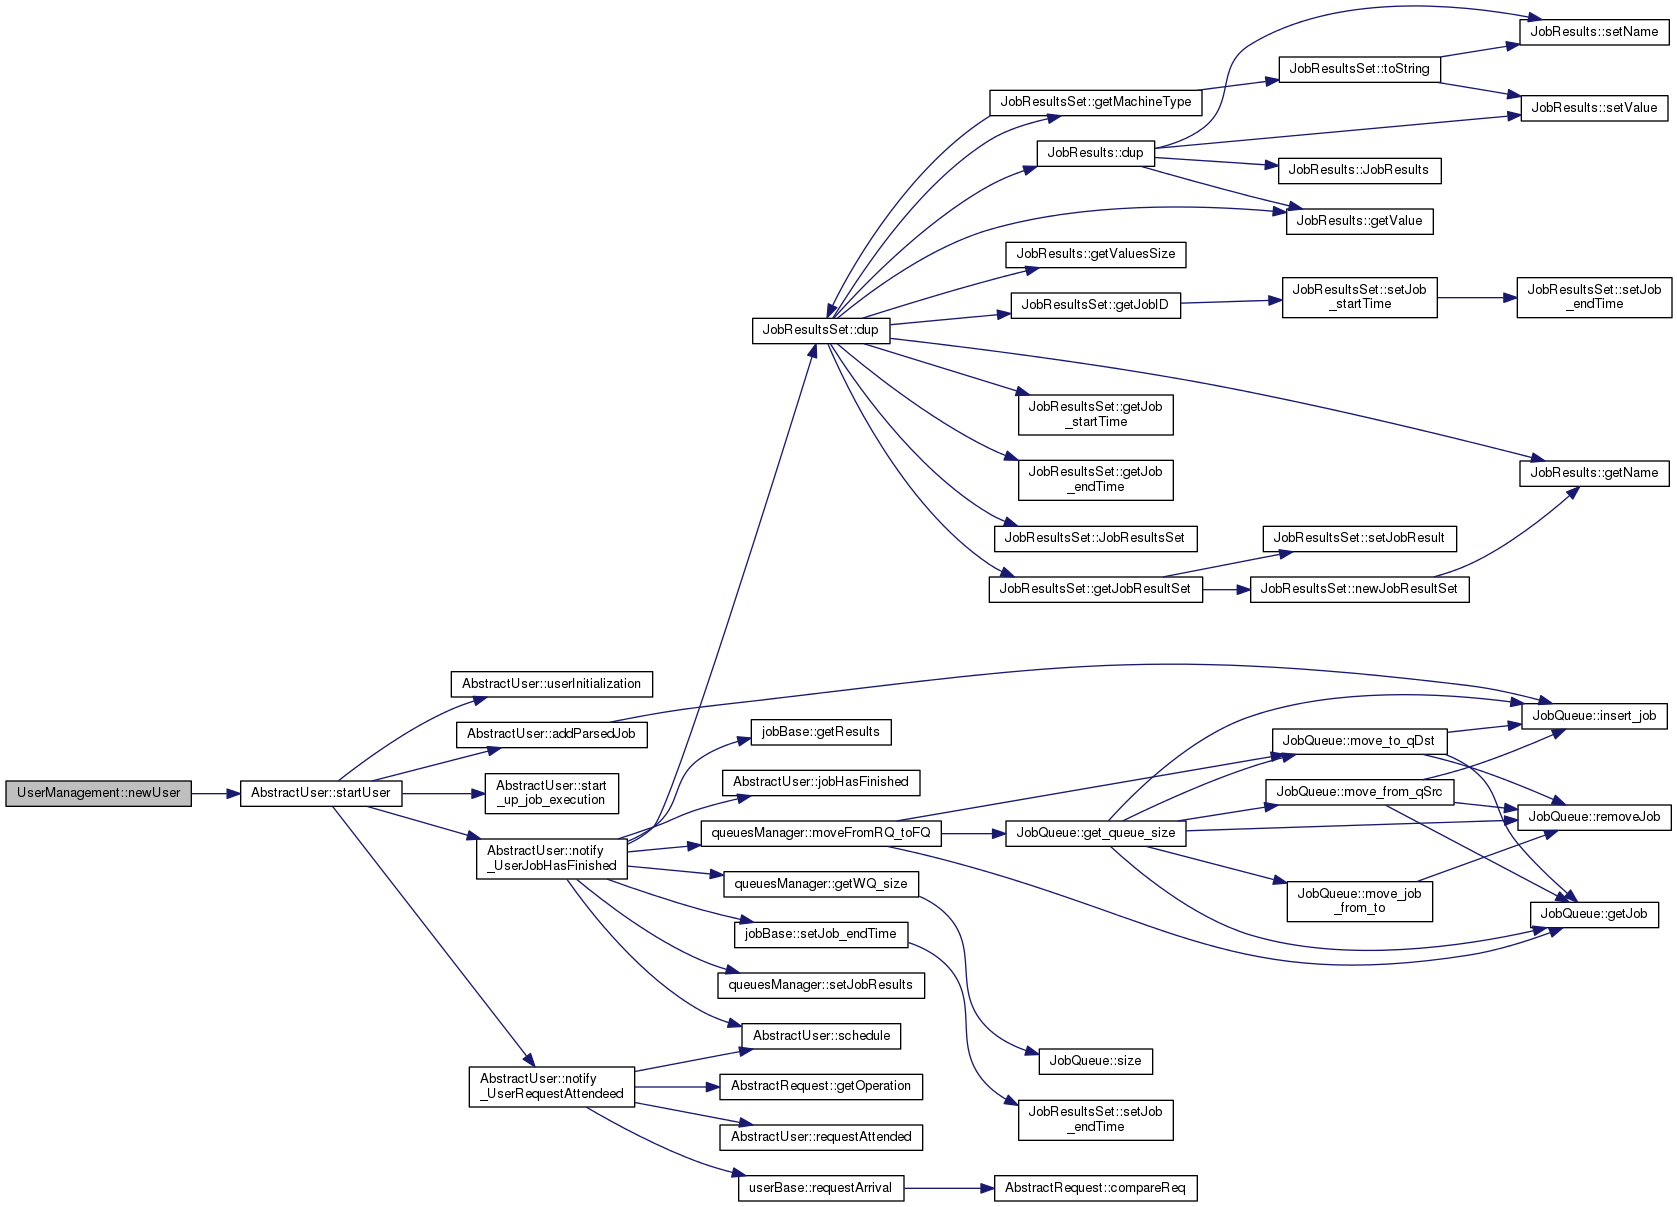 UserManagement::newUser
AbstractUser::startUser
AbstractUser::userInitialization
AbstractUser::addParsedJob
AbstractUser::start
_up_job_execution
AbstractUser::notify
_UserJobHasFinished
AbstractUser::notify
_UserRequestAttendeed
JobResultsSet::dup
jobBase::getResults
AbstractUser::jobHasFinished
queuesManager::moveFromRQ_toFQ
queuesManager::getWQ_size
jobBase::setJob_endTime
queuesManager::setJobResults
AbstractUser::schedule
AbstractRequest::getOperation
AbstractUser::requestAttended
userBase::requestArrival
JobResultsSet::getMachineType
JobResults::dup
JobResults::getValuesSize
JobResultsSet::getJobID
JobResultsSet::getJob
_startTime
JobResultsSet::getJob
_endTime
JobResultsSet::JobResultsSet
JobResultsSet::getJobResultSet
JobQueue::get_queue_size
JobQueue::size
JobResultsSet::setJob
_endTime
AbstractRequest::compareReq
JobResultsSet::toString
JobResults::JobResults
JobResults::getValue
JobResultsSet::setJob
_startTime
JobResultsSet::setJobResult
JobResultsSet::newJobResultSet
JobQueue::move_to_qDst
JobQueue::move_from_qSrc
JobQueue::move_job
_from_to
JobResults::setName
JobResults::setValue
JobResultsSet::setJob
_endTime
JobResults::getName
JobQueue::insert_job
JobQueue::removeJob
JobQueue::getJob